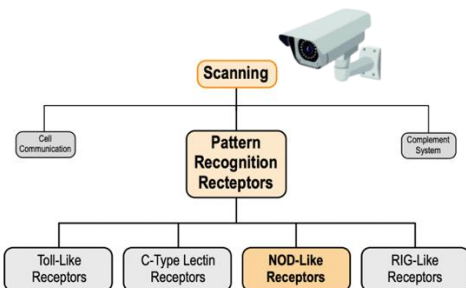 Scanning
Cell
Communication
Pattern
Recognition
Recteptors
Complement
System
Toll-Like
Receptors
C-Type Lectin
Receptors
NOD-Like
Receptors
RIG-Like
Receptors